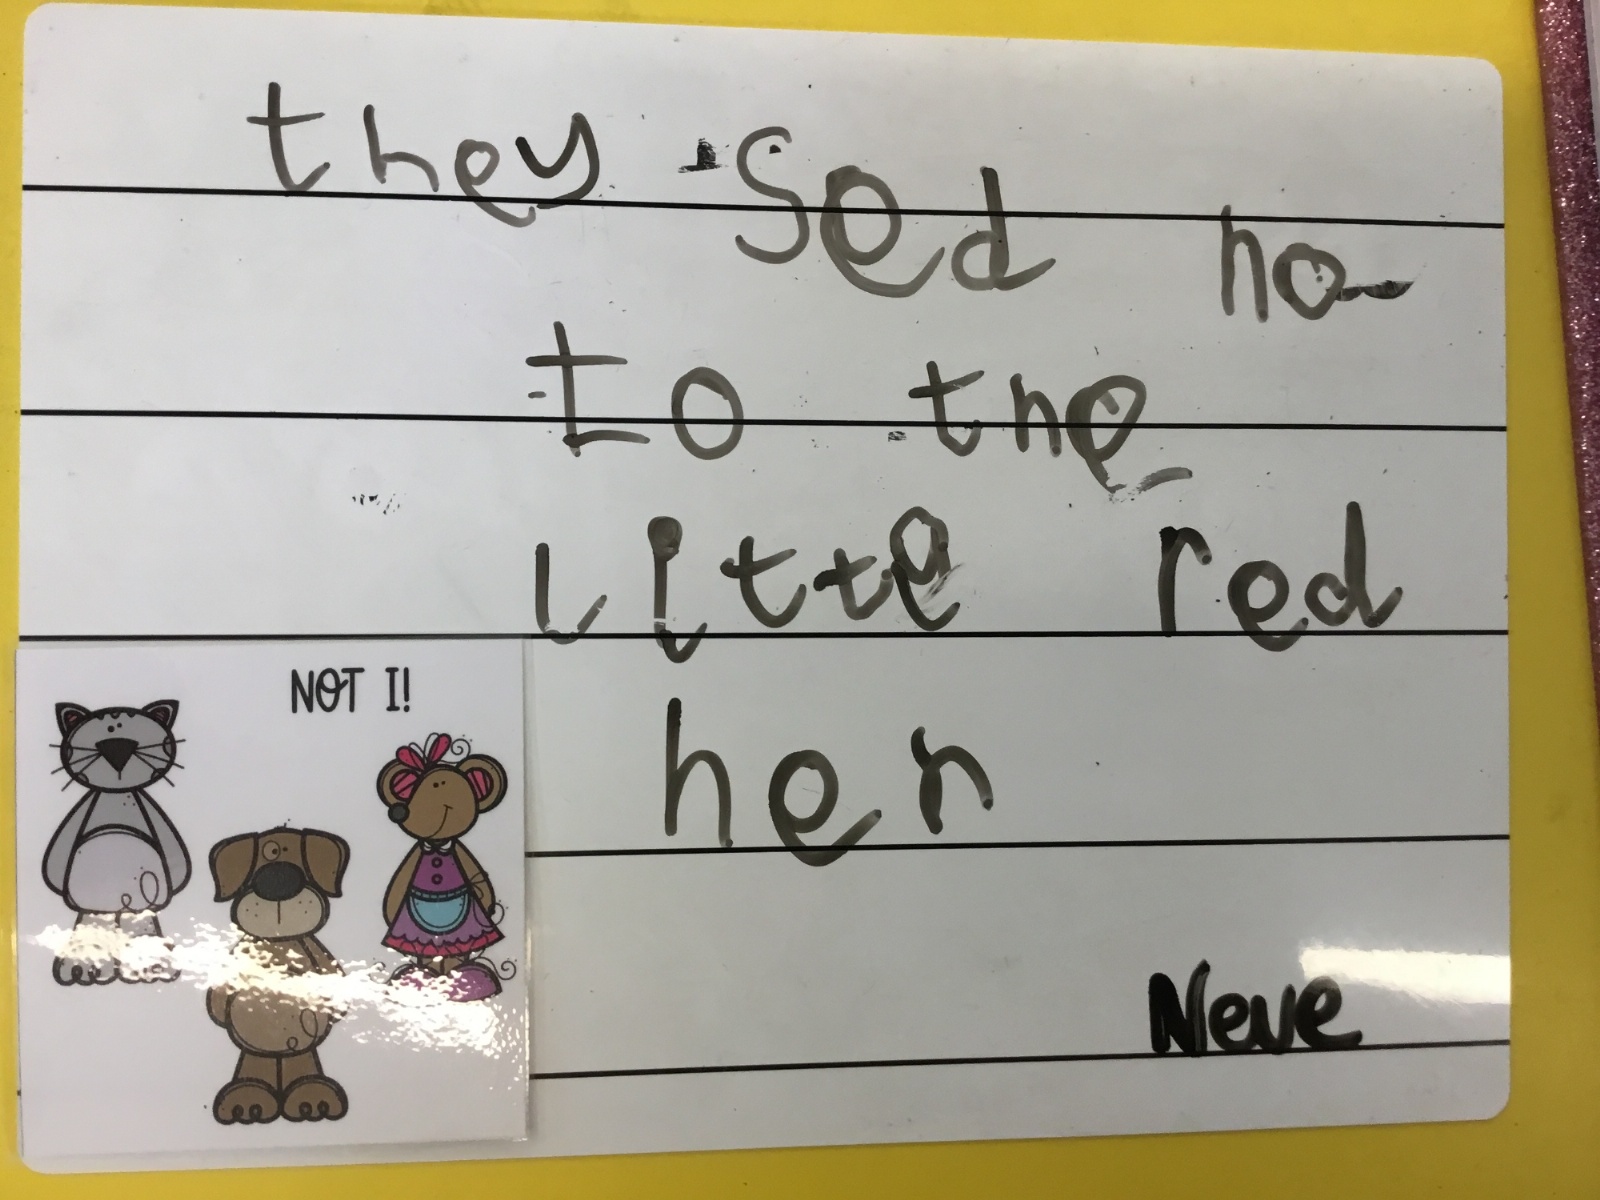 they sed no
to the
litte red
hen
NOT I!
Neve